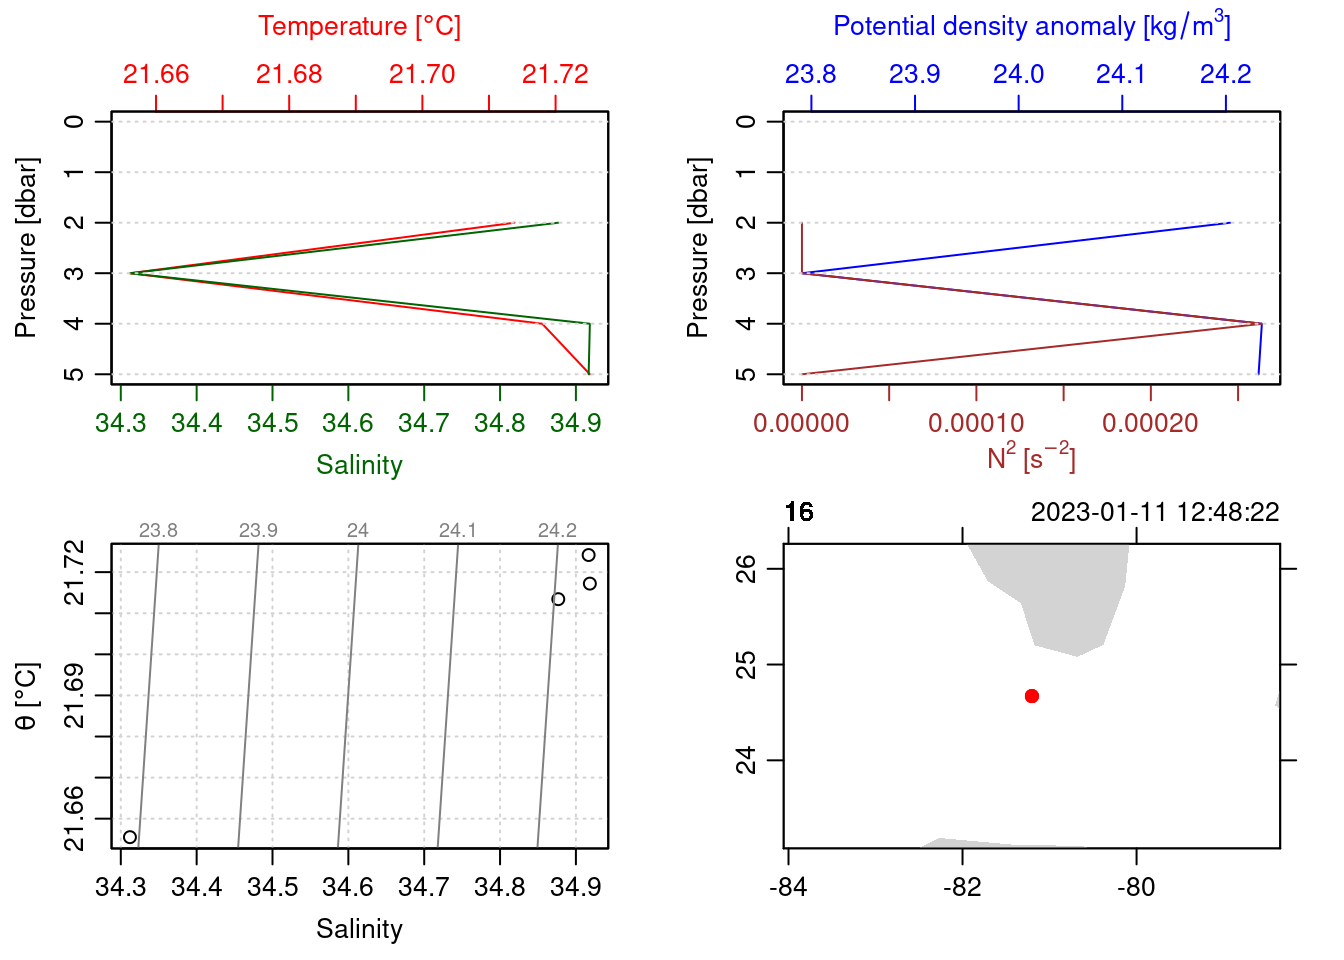 Temperature [°C]
21.66 21.68 21.70 21.72
Pressure [dbar]
0
1
2
3
4
5
34.3 34.4 34.5 34.6 34.7 34.8 34.9
Salinity
Potential density anomaly [kg/m³]
23.8 23.9 24.0 24.1 24.2
Pressure [dbar]
0
1
2
3
4
5
0.00000 0.00010 0.00020
N² [s⁻²]
23.8 23.9 24 24.1 24.2
θ [°C]
21.72
21.69
21.66
34.3 34.4 34.5 34.6 34.7 34.8 34.9
Salinity
16 2023-01-11 12:48:22
26
25
24
-84 -82 -80